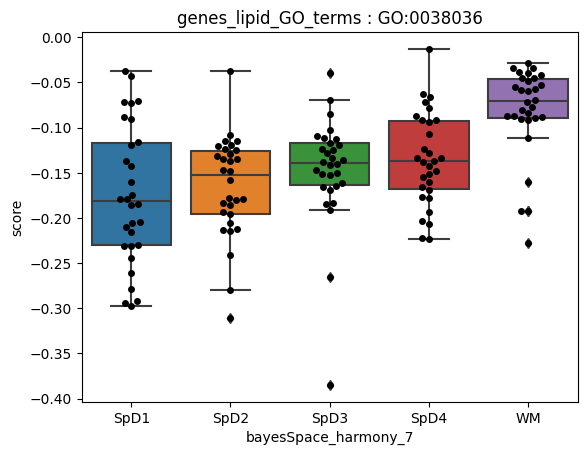 genes_lipid_GO_terms : GO:0038036
0.00
−0.05
−0.10
−0.15
−0.20
−0.25
−0.30
−0.35
−0.40
score
SpD1 SpD2 SpD3 SpD4 WM
bayesSpace_harmony_7